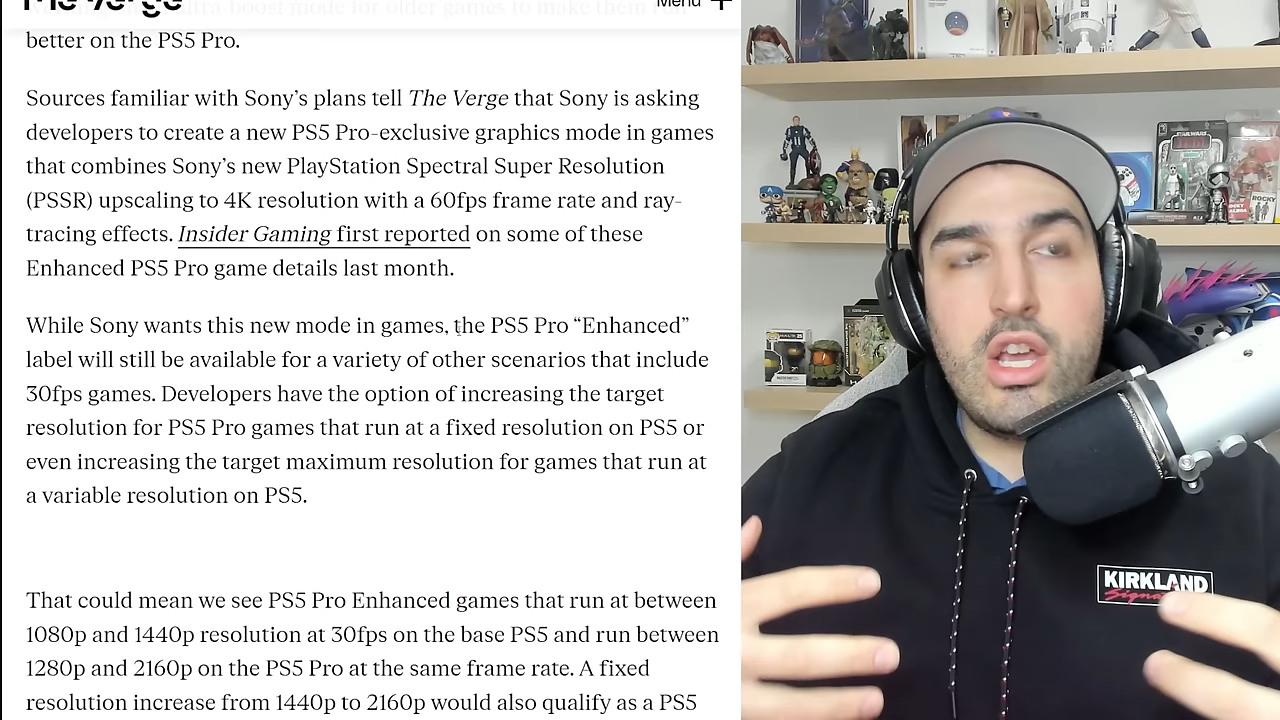 The Verge
Menu
better on the PS5 Pro.
Sources familiar with Sony’s plans tell The Verge that Sony is asking
developers to create a new PS5 Pro-exclusive graphics mode in games
that combines Sony’s new PlayStation Spectral Super Resolution
(PSSR) upscaling to 4K resolution with a 60fps frame rate and ray-
tracing effects. Insider Gaming first reported on some of these
Enhanced PS5 Pro game details last month.
While Sony wants this new mode in games, the PS5 Pro “Enhanced”
label will still be available for a variety of other scenarios that include
30fps games. Developers have the option of increasing the target
resolution for PS5 Pro games that run at a fixed resolution on PS5 or
even increasing the target maximum resolution for games that run at
a variable resolution on PS5.
That could mean we see PS5 Pro Enhanced games that run at between
1080p and 1440p resolution at 30fps on the base PS5 and run between
1280p and 2160p on the PS5 Pro at the same frame rate. A fixed
resolution increase from 1440p to 2160p would also qualify as a PS5
STAR WARS
ROCKY
KIRKLAND